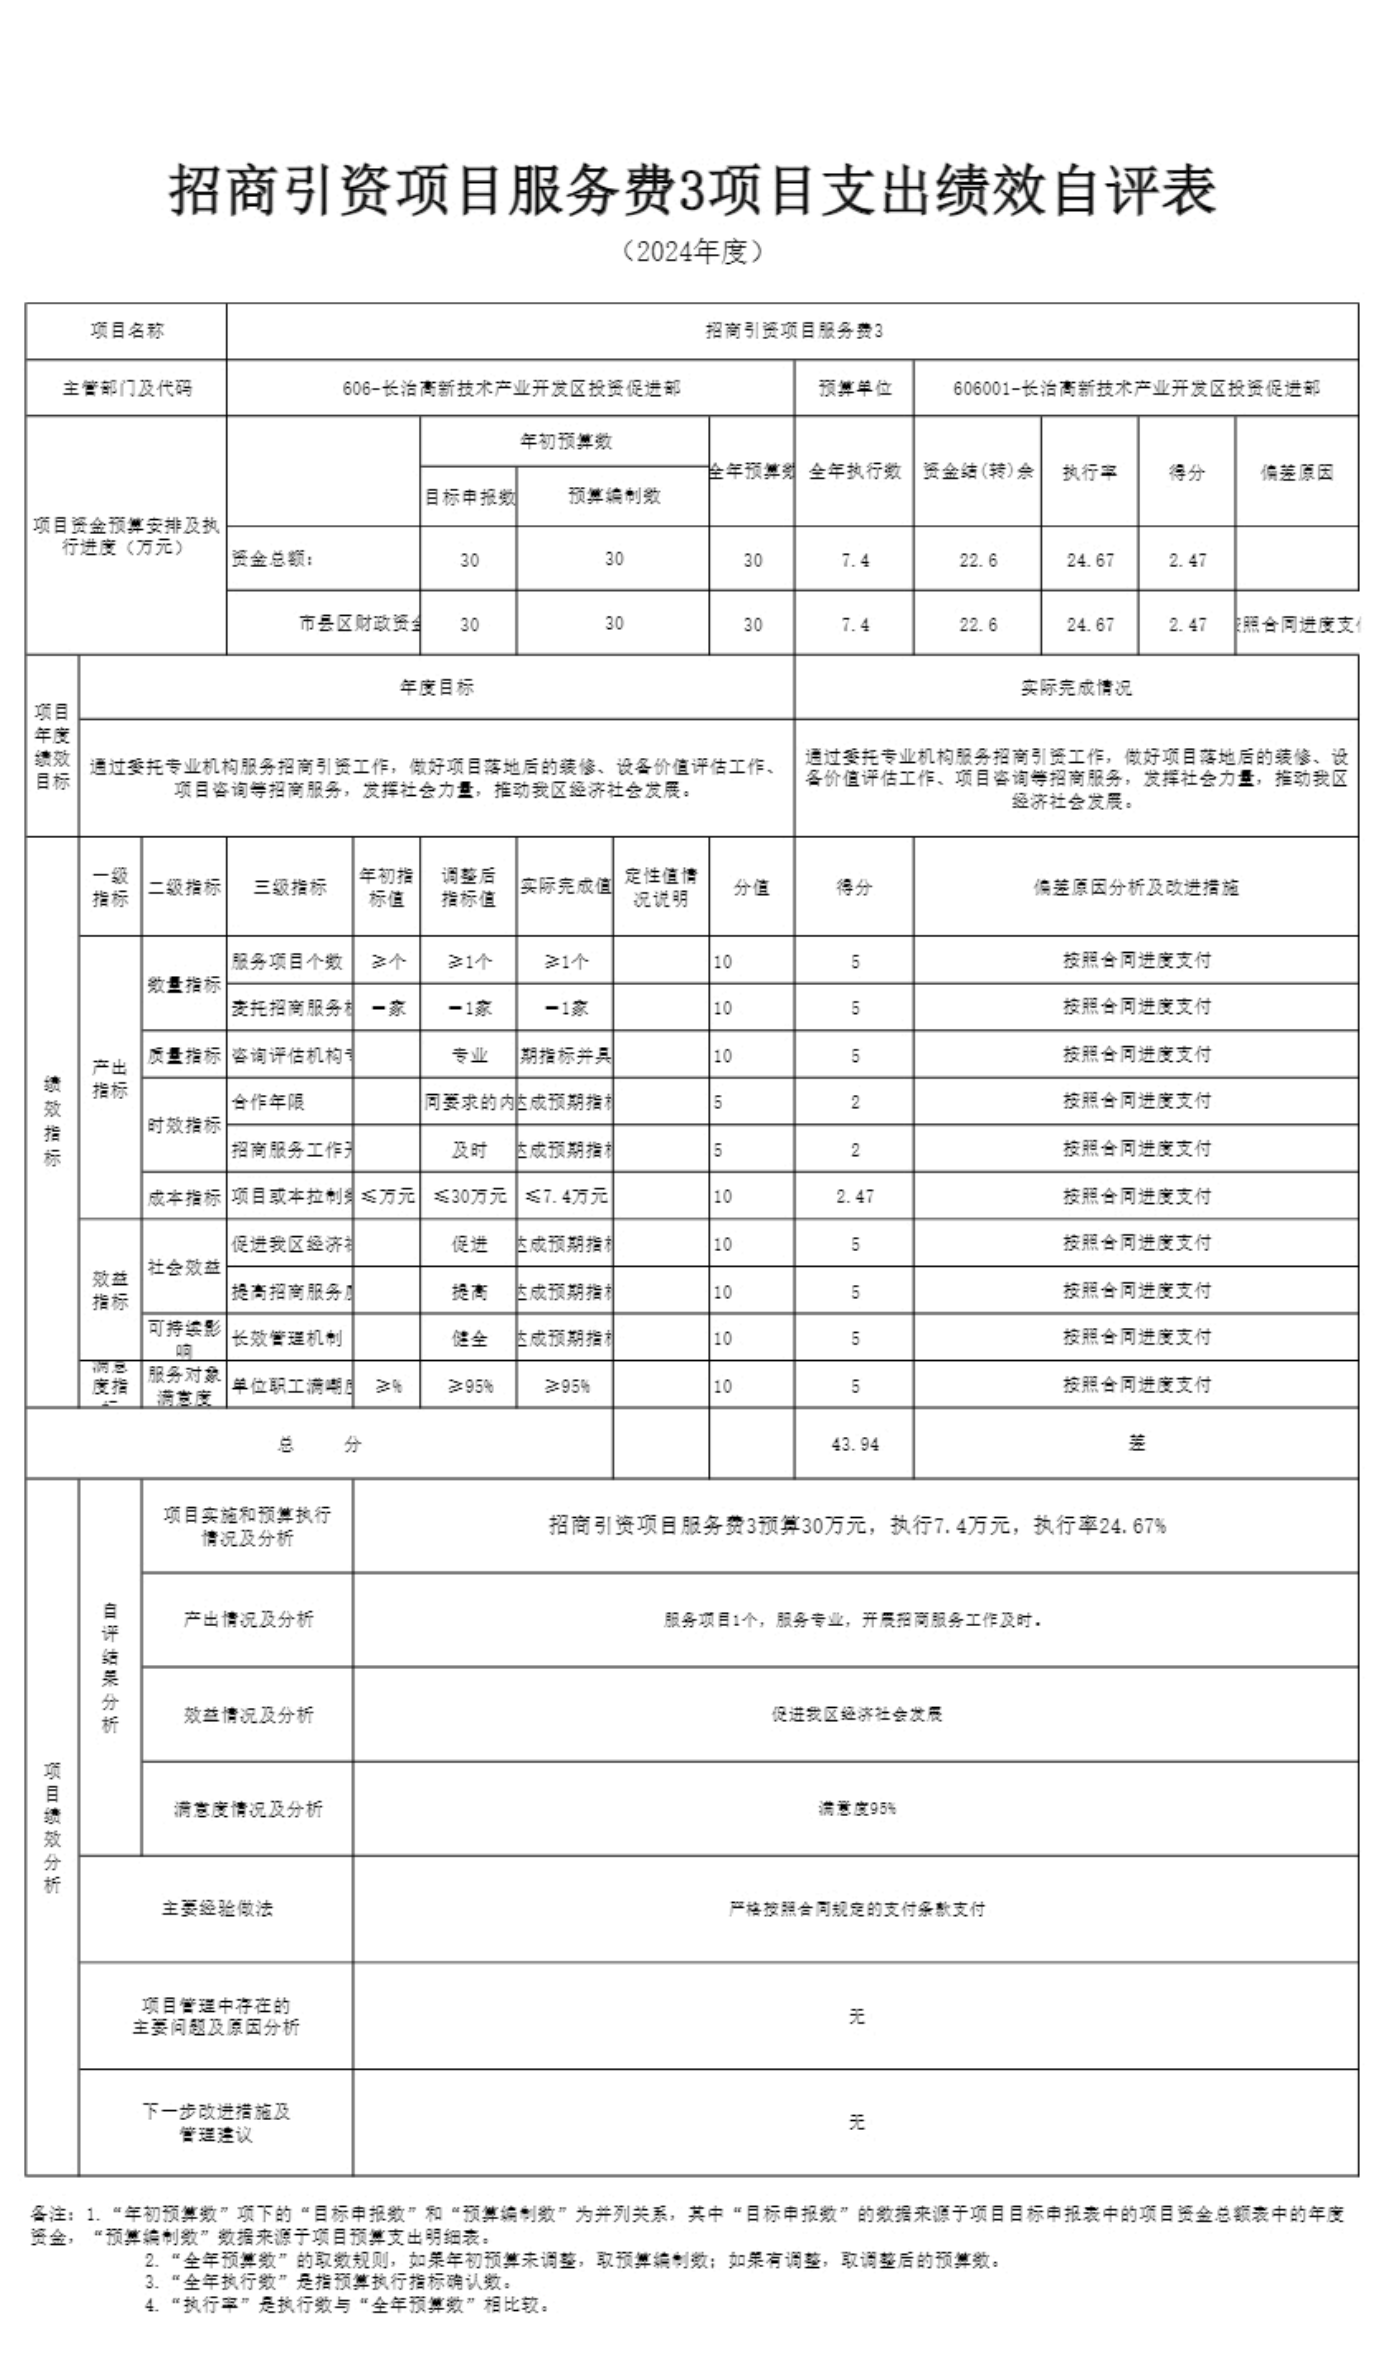 招商引资项目服务费3项目支出绩效自评表
（2024年度）
项目名称 招商引资项目服务费3
主管部门及代码 606-长治高新技术产业开发区投资促进部 预算单位 606001-长治高新技术产业开发区投资促进部
项目资金预算安排及执
行进度（万元）
年初预算数
全年预算数 全年执行数 资金结(转)余 执行率 得分 偏差原因
目标申报数 预算编制数
资金总额： 30 30 30 7.4 22.6 24.67 2.47
市县区财政资金 30 30 30 7.4 22.6 24.67 2.47 按照合同进度支付
项目
年度
绩效
目标
年度目标 实际完成情况
通过委托专业机构服务招商引资工作，做好项目落地后的装修、设备价值评估工作、
项目咨询等招商服务，发挥社会力量，推动我区经济社会发展。
通过委托专业机构服务招商引资工作，做好项目落地后的装修、设
备价值评估工作、项目咨询等招商服务，发挥社会力量，推动我区
经济社会发展。
绩
效
指
标
一级
指标
二级指标 三级指标
年初指
标值
调整后
指标值
实际完成值
定性值情
况说明
分值 得分 偏差原因分析及改进措施
产出
指标
数量指标
服务项目个数 ≥个 ≥1个 ≥1个 10 5 按照合同进度支付
委托招商服务 =家 =1家 =1家 10 5 按照合同进度支付
质量指标 咨询评估机构 专业 期指标并具 10 5 按照合同进度支付
时效指标
合作年限 同要求的内 达成预期指标 5 2 按照合同进度支付
招商服务工作开 及时 达成预期指标 5 2 按照合同进度支付
成本指标 项目成本控制 ≤万元 ≤30万元 ≤7.4万元 10 2.47 按照合同进度支付
效益
指标
社会效益
促进我区经济社 促进 达成预期指标 10 5 按照合同进度支付
提高招商服务 提高 达成预期指标 10 5 按照合同进度支付
可持续影
响
长效管理机制 健全 达成预期指标 10 5 按照合同进度支付
满意
度指
标
服务对象
满意度
单位职工满意度 ≥% ≥95% ≥95% 10 5 按照合同进度支付
总 分 43.94 差
项
目
绩
效
分
析
自
评
结
果
分
析
项目实施和预算执行
情况及分析
招商引资项目服务费3预算30万元，执行7.4万元，执行率24.67%
产出情况及分析 服务项目1个，服务专业，开展招商服务工作及时。
效益情况及分析 促进我区经济社会发展
满意度情况及分析 满意度95%
主要经验做法 严格按照合同规定的支付条款支付
项目管理中存在的
主要问题及原因分析
无
下一步改进措施及
管理建议
无
备注：1.“年初预算数”项下的“目标申报数”和“预算编制数”为并列关系，其中“目标申报数”的数据来源于项目目标申报表中的项目资金总额表中的年度
资金，“预算编制数”数据来源于项目预算支出明细表。
2.“全年预算数”的取数规则，如果年初预算未调整，取预算编制数；如果有调整，取调整后的预算数。
3.“全年执行数”是指预算执行指标确认数。
4.“执行率”是执行数与“全年预算数”相比较。